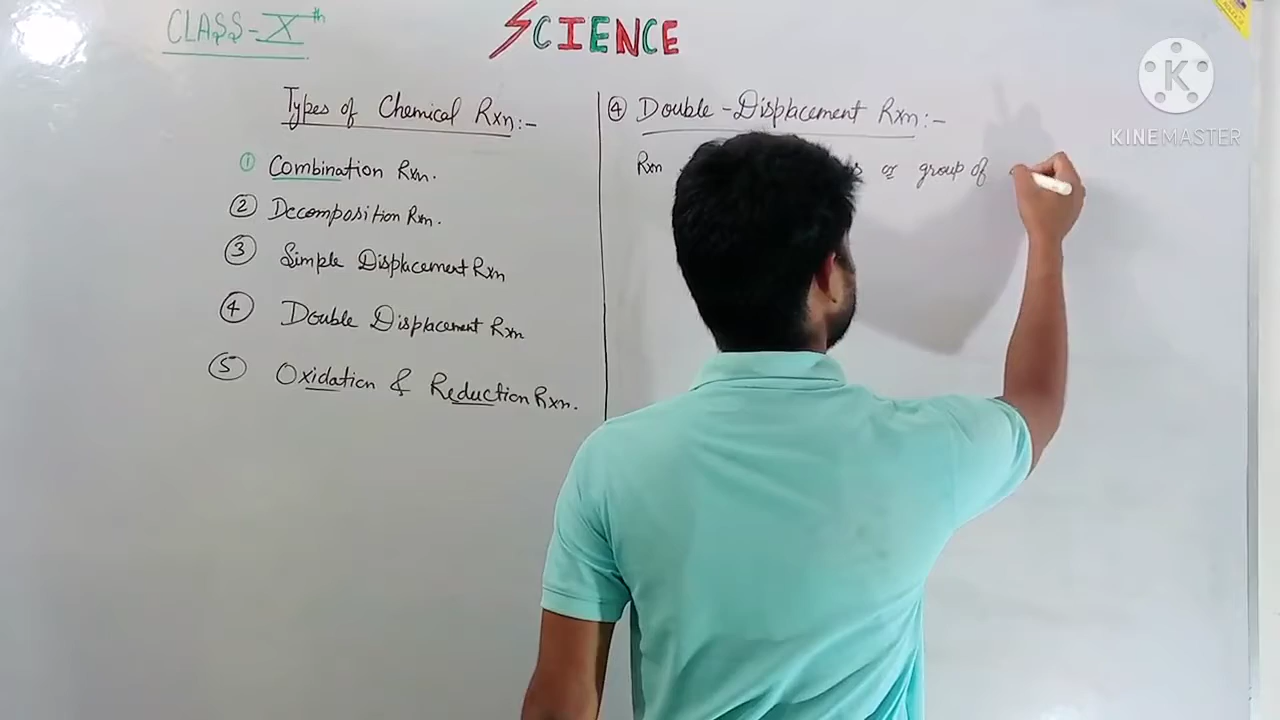 CLASS-Xth
SCIENCE
Types of Chemical Rxn:-
① Combination Rxn.
② Decomposition Rxn.
③ Simple Displacement Rxn
④ Double Displacement Rxn
⑤ Oxidation & Reduction Rxn.
④ Double-Displacement Rxn:-
Rxn or group of
KINEMASTER